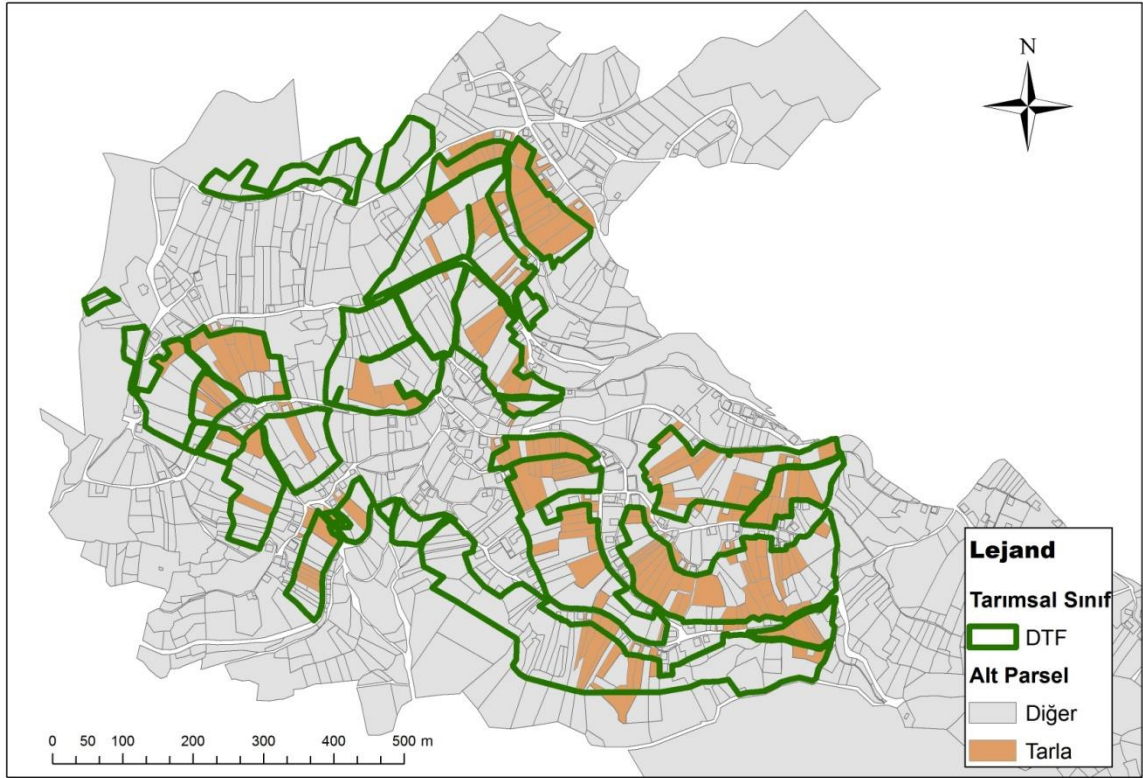 N
Lejand
Tarımsal Sınıf
DTF
Alt Parsel
Diğer
Tarla
0 50 100 200 300 400 500 m